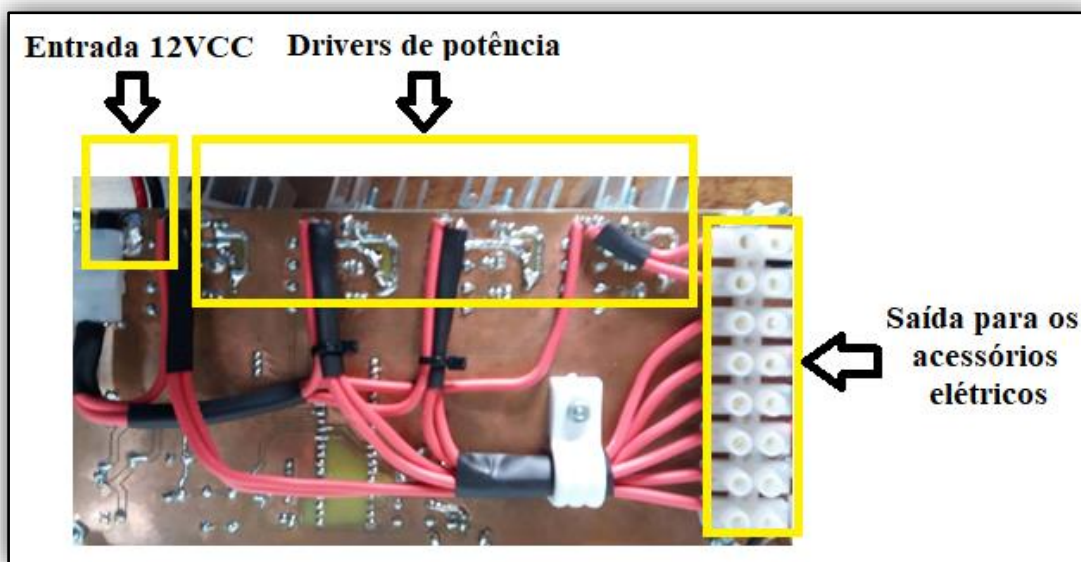 Entrada 12VCC
Drivers de potência
Saída para os
acessórios
elétricos